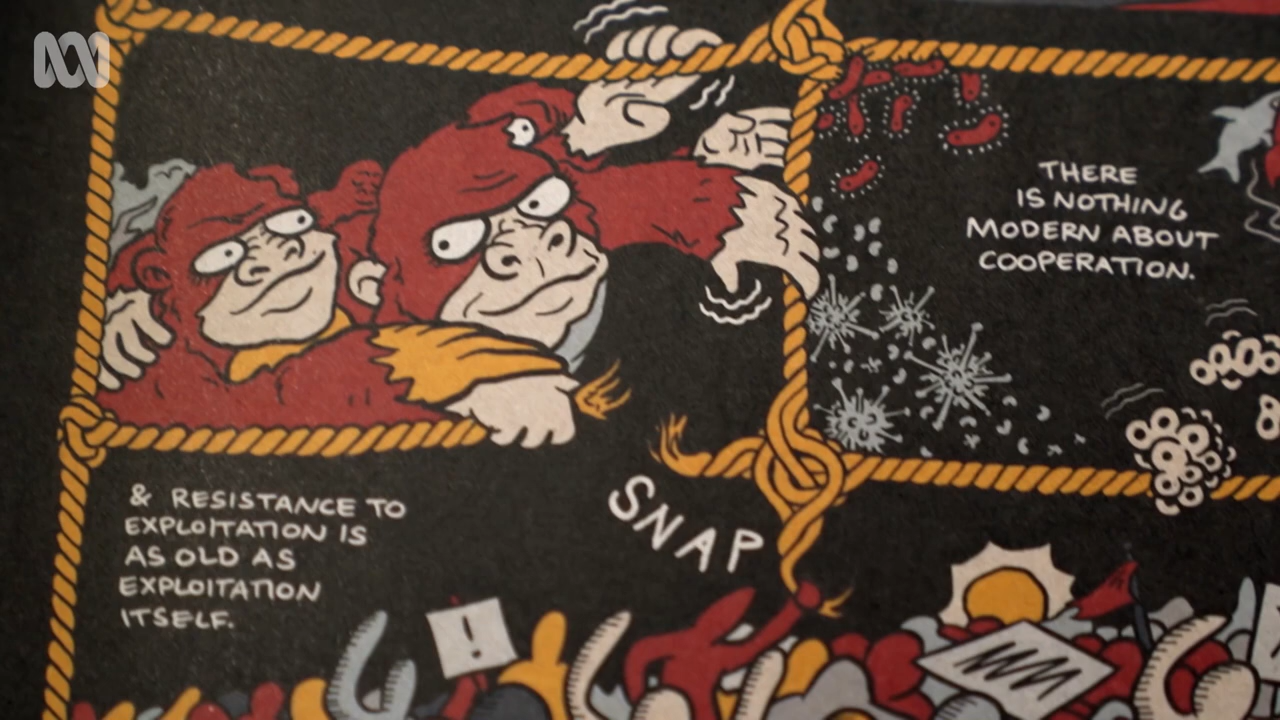 THERE
IS NOTHING
MODERN ABOUT
COOPERATION.
& RESISTANCE TO
EXPLOITATION IS
AS OLD AS
EXPLOITATION
ITSELF.
SNAP
!